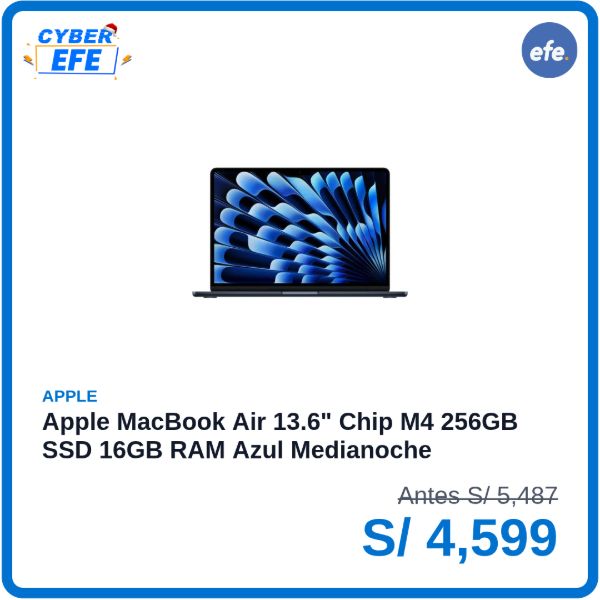 CYBER
EFE
efe.
APPLE
Apple MacBook Air 13.6" Chip M4 256GB
SSD 16GB RAM Azul Medianoche
Antes S/ 5,487
S/ 4,599